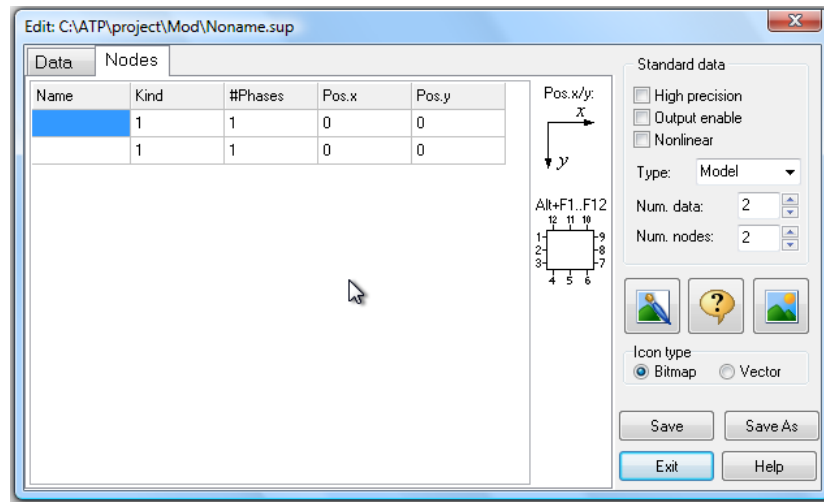 Edit: C:\ATP\project\Mod\Noname.sup
Data Nodes
Name Kind #Phases Pos.x Pos.y
1 1 0 0
1 1 0 0
Pos.x/y:
x
y
Alt+F1..F12
12 11 10
1 9
2 8
3 7
4 5 6
Standard data
High precision
Output enable
Nonlinear
Type: Model
Num. data: 2
Num. nodes: 2
?
Icon type
Bitmap Vector
Save Save As
Exit Help